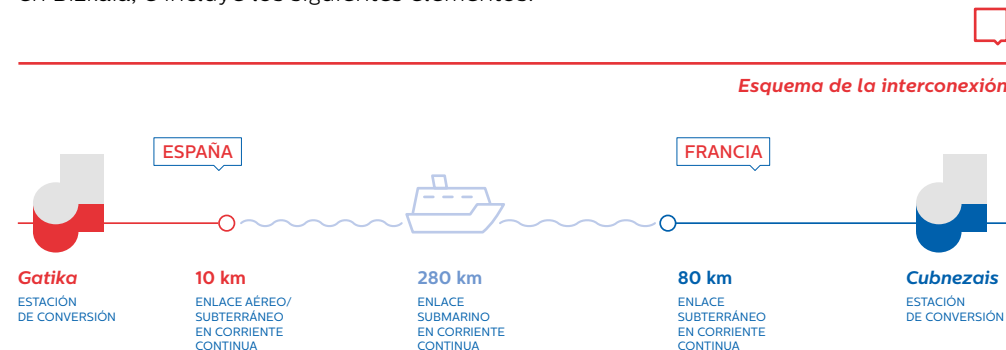 en Bizkaia, e incluye los siguientes elementos:
Esquema de la interconexión
ESPAÑA
FRANCIA
Gatika
ESTACIÓN
DE CONVERSIÓN
10 km
ENLACE AÉREO/
SUBTERRÁNEO
EN CORRIENTE
CONTINUA
280 km
ENLACE
SUBMARINO
EN CORRIENTE
CONTINUA
80 km
ENLACE
SUBTERRÁNEO
EN CORRIENTE
CONTINUA
Cubnezais
ESTACIÓN
DE CONVERSIÓN